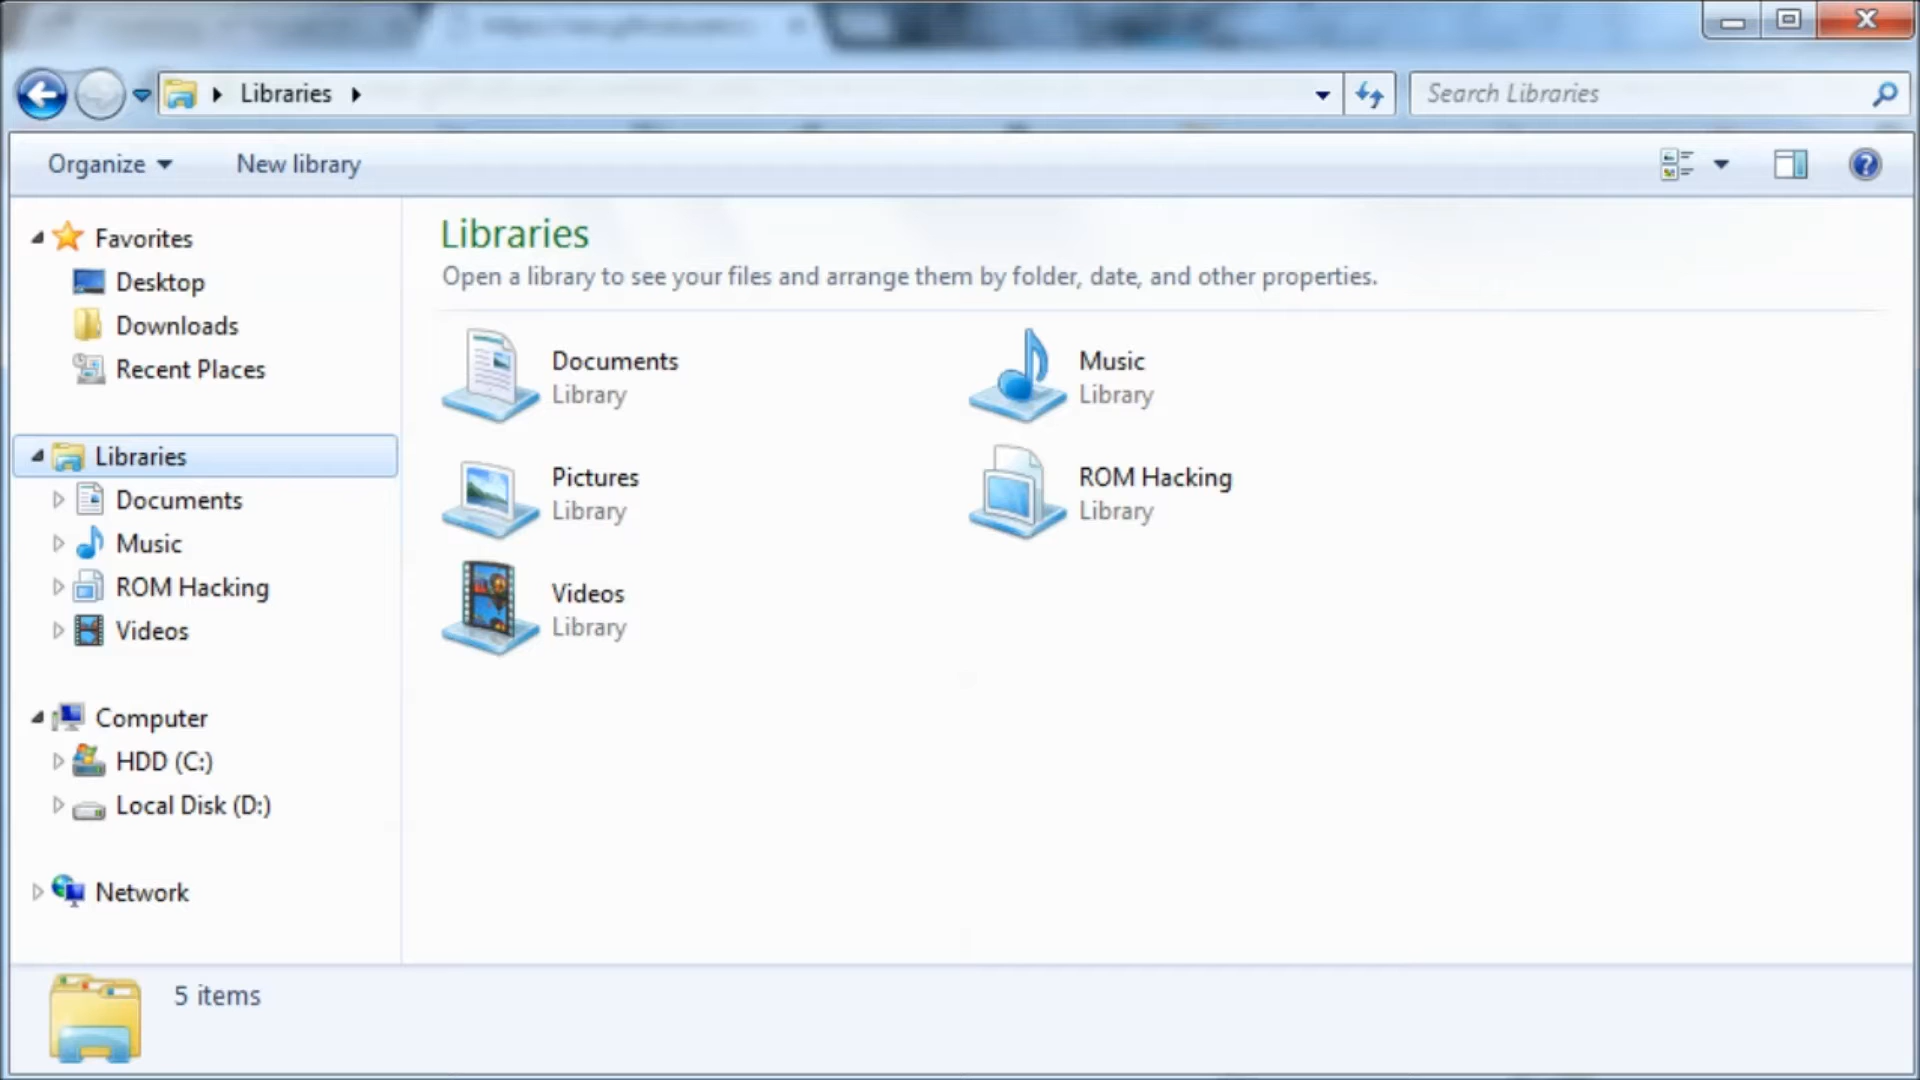 Libraries
Search Libraries
Organize
New library
Favorites
Desktop
Downloads
Recent Places
Libraries
Documents
Music
ROM Hacking
Videos
Computer
HDD (C:)
Local Disk (D:)
Network
Libraries
Open a library to see your files and arrange them by folder, date, and other properties.
Documents
Library
Music
Library
Pictures
Library
ROM Hacking
Library
Videos
Library
5 items